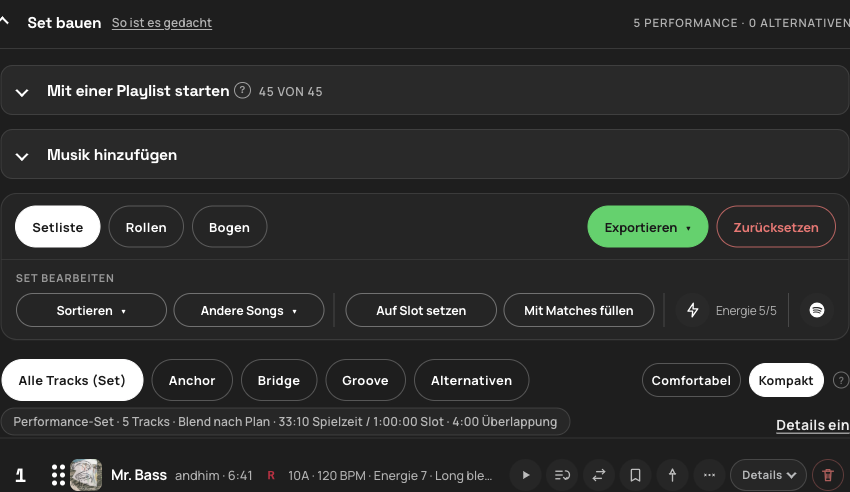 Set bauen So ist es gedacht 5 PERFORMANCE · 0 ALTERNATIVEN
Mit einer Playlist starten ? 45 VON 45
Musik hinzufügen
Setliste Rollen Bogen Exportieren ▾ Zurücksetzen
SET BEARBEITEN
Sortieren ▾ Andere Songs ▾ Auf Slot setzen Mit Matches füllen Energie 5/5
Alle Tracks (Set) Anchor Bridge Groove Alternativen Comfortabel Kompakt ?
Performance-Set · 5 Tracks · Blend nach Plan · 33:10 Spielzeit / 1:00:00 Slot · 4:00 Überlappung Details ein
1 Mr. Bass andhim · 6:41 R 10A · 120 BPM · Energie 7 · Long ble... ··· Details